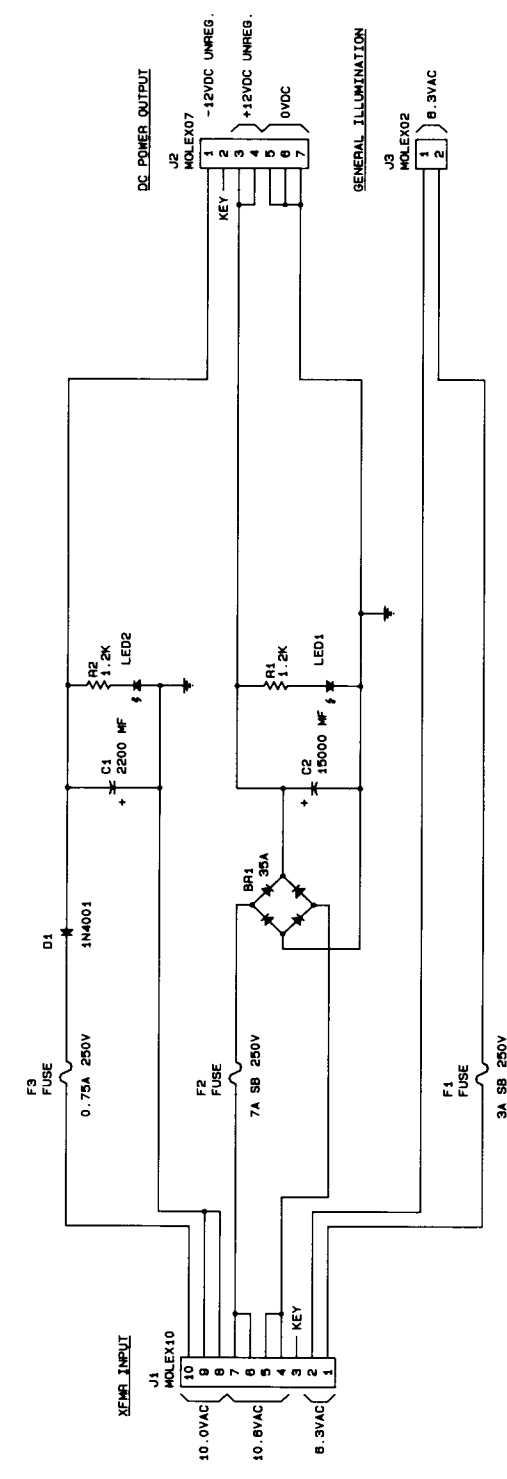 XFMR INPUT
J1
MOLEX10
10
9
8
7
6
5
4
3
2
1
KEY
10.0VAC
10.6VAC
6.3VAC
F3
FUSE
0.75A 250V
D1
1N4001
C1
2200 MF
+
R2
1.2K
LED2
F2
FUSE
7A SB 250V
BR1
35A
C2
15000 MF
+
R1
1.2K
LED1
F1
FUSE
3A SB 250V
DC POWER OUTPUT
J2
MOLEX07
1
2
3
4
5
6
7
KEY
-12VDC UNREG.
+12VDC UNREG.
0VDC
GENERAL ILLUMINATION
J3
MOLEX02
1
2
6.3VAC